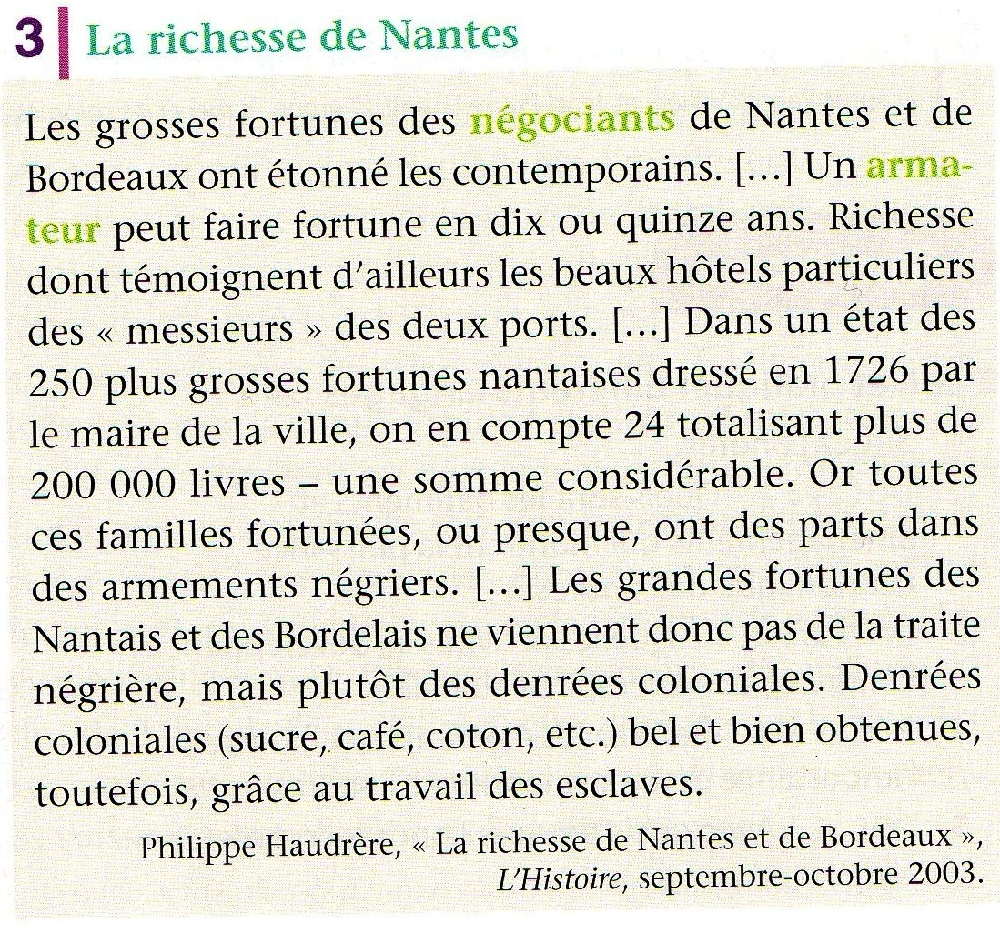 3 La richesse de Nantes
Les grosses fortunes des négociants de Nantes et de
Bordeaux ont étonné les contemporains. [...] Un arma-
teur peut faire fortune en dix ou quinze ans. Richesse
dont témoignent d'ailleurs les beaux hôtels particuliers
des « messieurs » des deux ports. [...] Dans un état des
250 plus grosses fortunes nantaises dressé en 1726 par
le maire de la ville, on en compte 24 totalisant plus de
200 000 livres – une somme considérable. Or toutes
ces familles fortunées, ou presque, ont des parts dans
des armements négriers. [...] Les grandes fortunes des
Nantais et des Bordelais ne viennent donc pas de la traite
négrière, mais plutôt des denrées coloniales. Denrées
coloniales (sucre, café, coton, etc.) bel et bien obtenues,
toutefois, grâce au travail des esclaves.
Philippe Haudrère, « La richesse de Nantes et de Bordeaux »,
L'Histoire, septembre-octobre 2003.